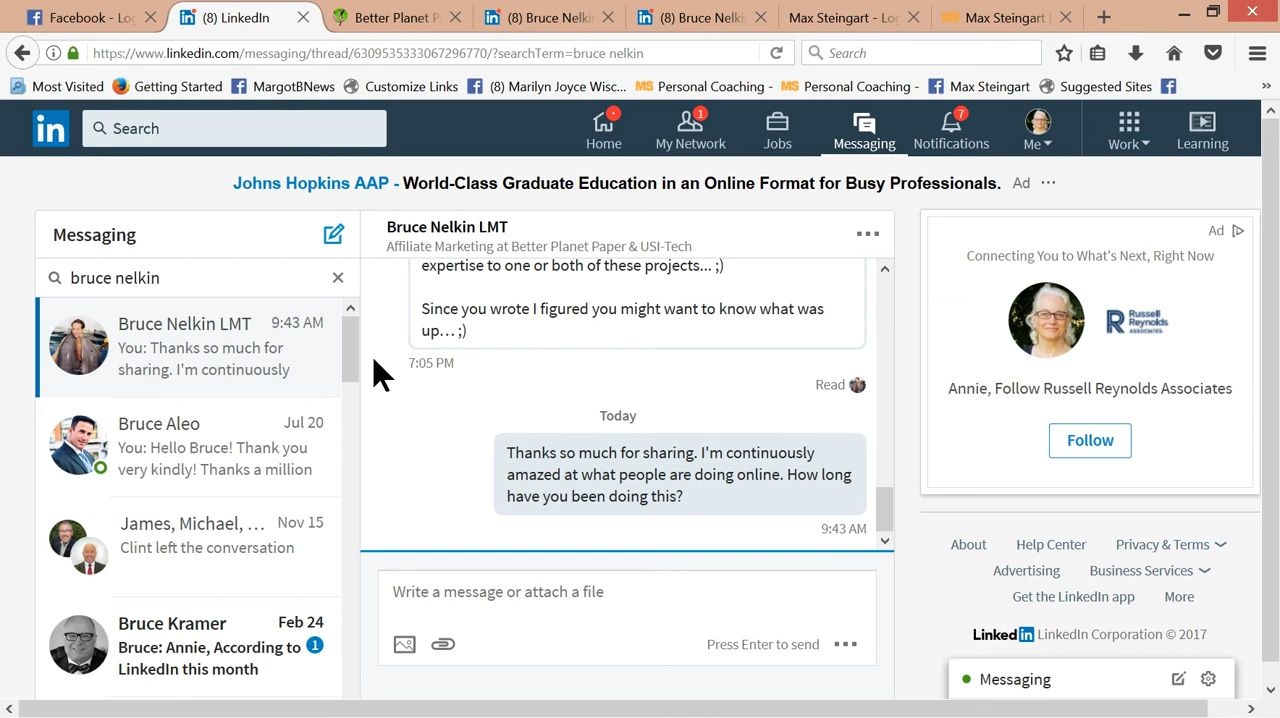 Facebook - Log
(8) LinkedIn
Better Planet P
(8) Bruce Nelki
(8) Bruce Nelki
Max Steingart - Log
Max Steingart
https://www.linkedin.com/messaging/thread/6309535333067296770/?searchTerm=bruce nelkin
Search
Most Visited
Getting Started
MargotBNews
Customize Links
(8) Marilyn Joyce Wisc...
Personal Coaching -
Personal Coaching -
Max Steingart
Suggested Sites
in
Search
Home
1
My Network
Jobs
Messaging
7
Notifications
Me
Work
Learning
Johns Hopkins AAP - World-Class Graduate Education in an Online Format for Busy Professionals. Ad
Messaging
bruce nelkin
Bruce Nelkin LMT 9:43 AM
You: Thanks so much for
sharing. I'm continuously
Bruce Aleo Jul 20
You: Hello Bruce! Thank you
very kindly! Thanks a million
James, Michael, ... Nov 15
Clint left the conversation
Bruce Kramer Feb 24
Bruce: Annie, According to 1
LinkedIn this month
Bruce Nelkin LMT
Affiliate Marketing at Better Planet Paper & USI-Tech
expertise to one or both of these projects... ;)
Since you wrote I figured you might want to know what was
up... ;)
7:05 PM
Read
Today
Thanks so much for sharing. I'm continuously
amazed at what people are doing online. How long
have you been doing this?
9:43 AM
Write a message or attach a file
Press Enter to send
Ad
Connecting You to What's Next, Right Now
Russell
Reynolds
ASSOCIATES
Annie, Follow Russell Reynolds Associates
Follow
About Help Center Privacy & Terms
Advertising Business Services
Get the LinkedIn app More
LinkedIn LinkedIn Corporation © 2017
Messaging